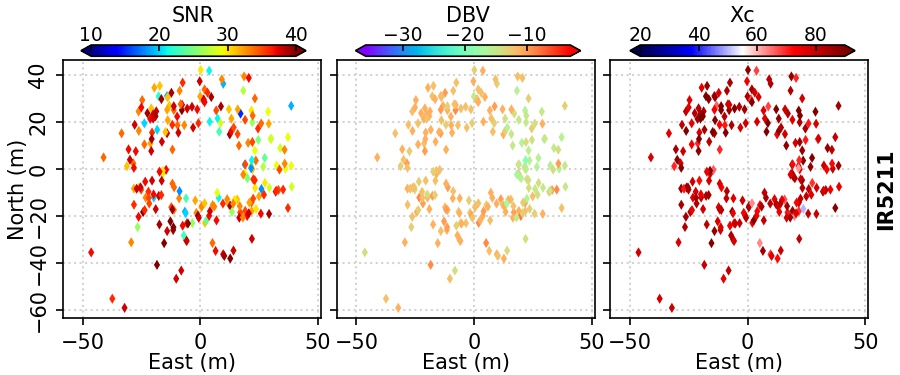 SNR DBV Xc
10 20 30 40 −30 −20 −10 20 40 60 80
North (m)
40
20
0
−20
−40
−60
−50 0 50 −50 0 50 −50 0 50
East (m) East (m) East (m)
IR5211